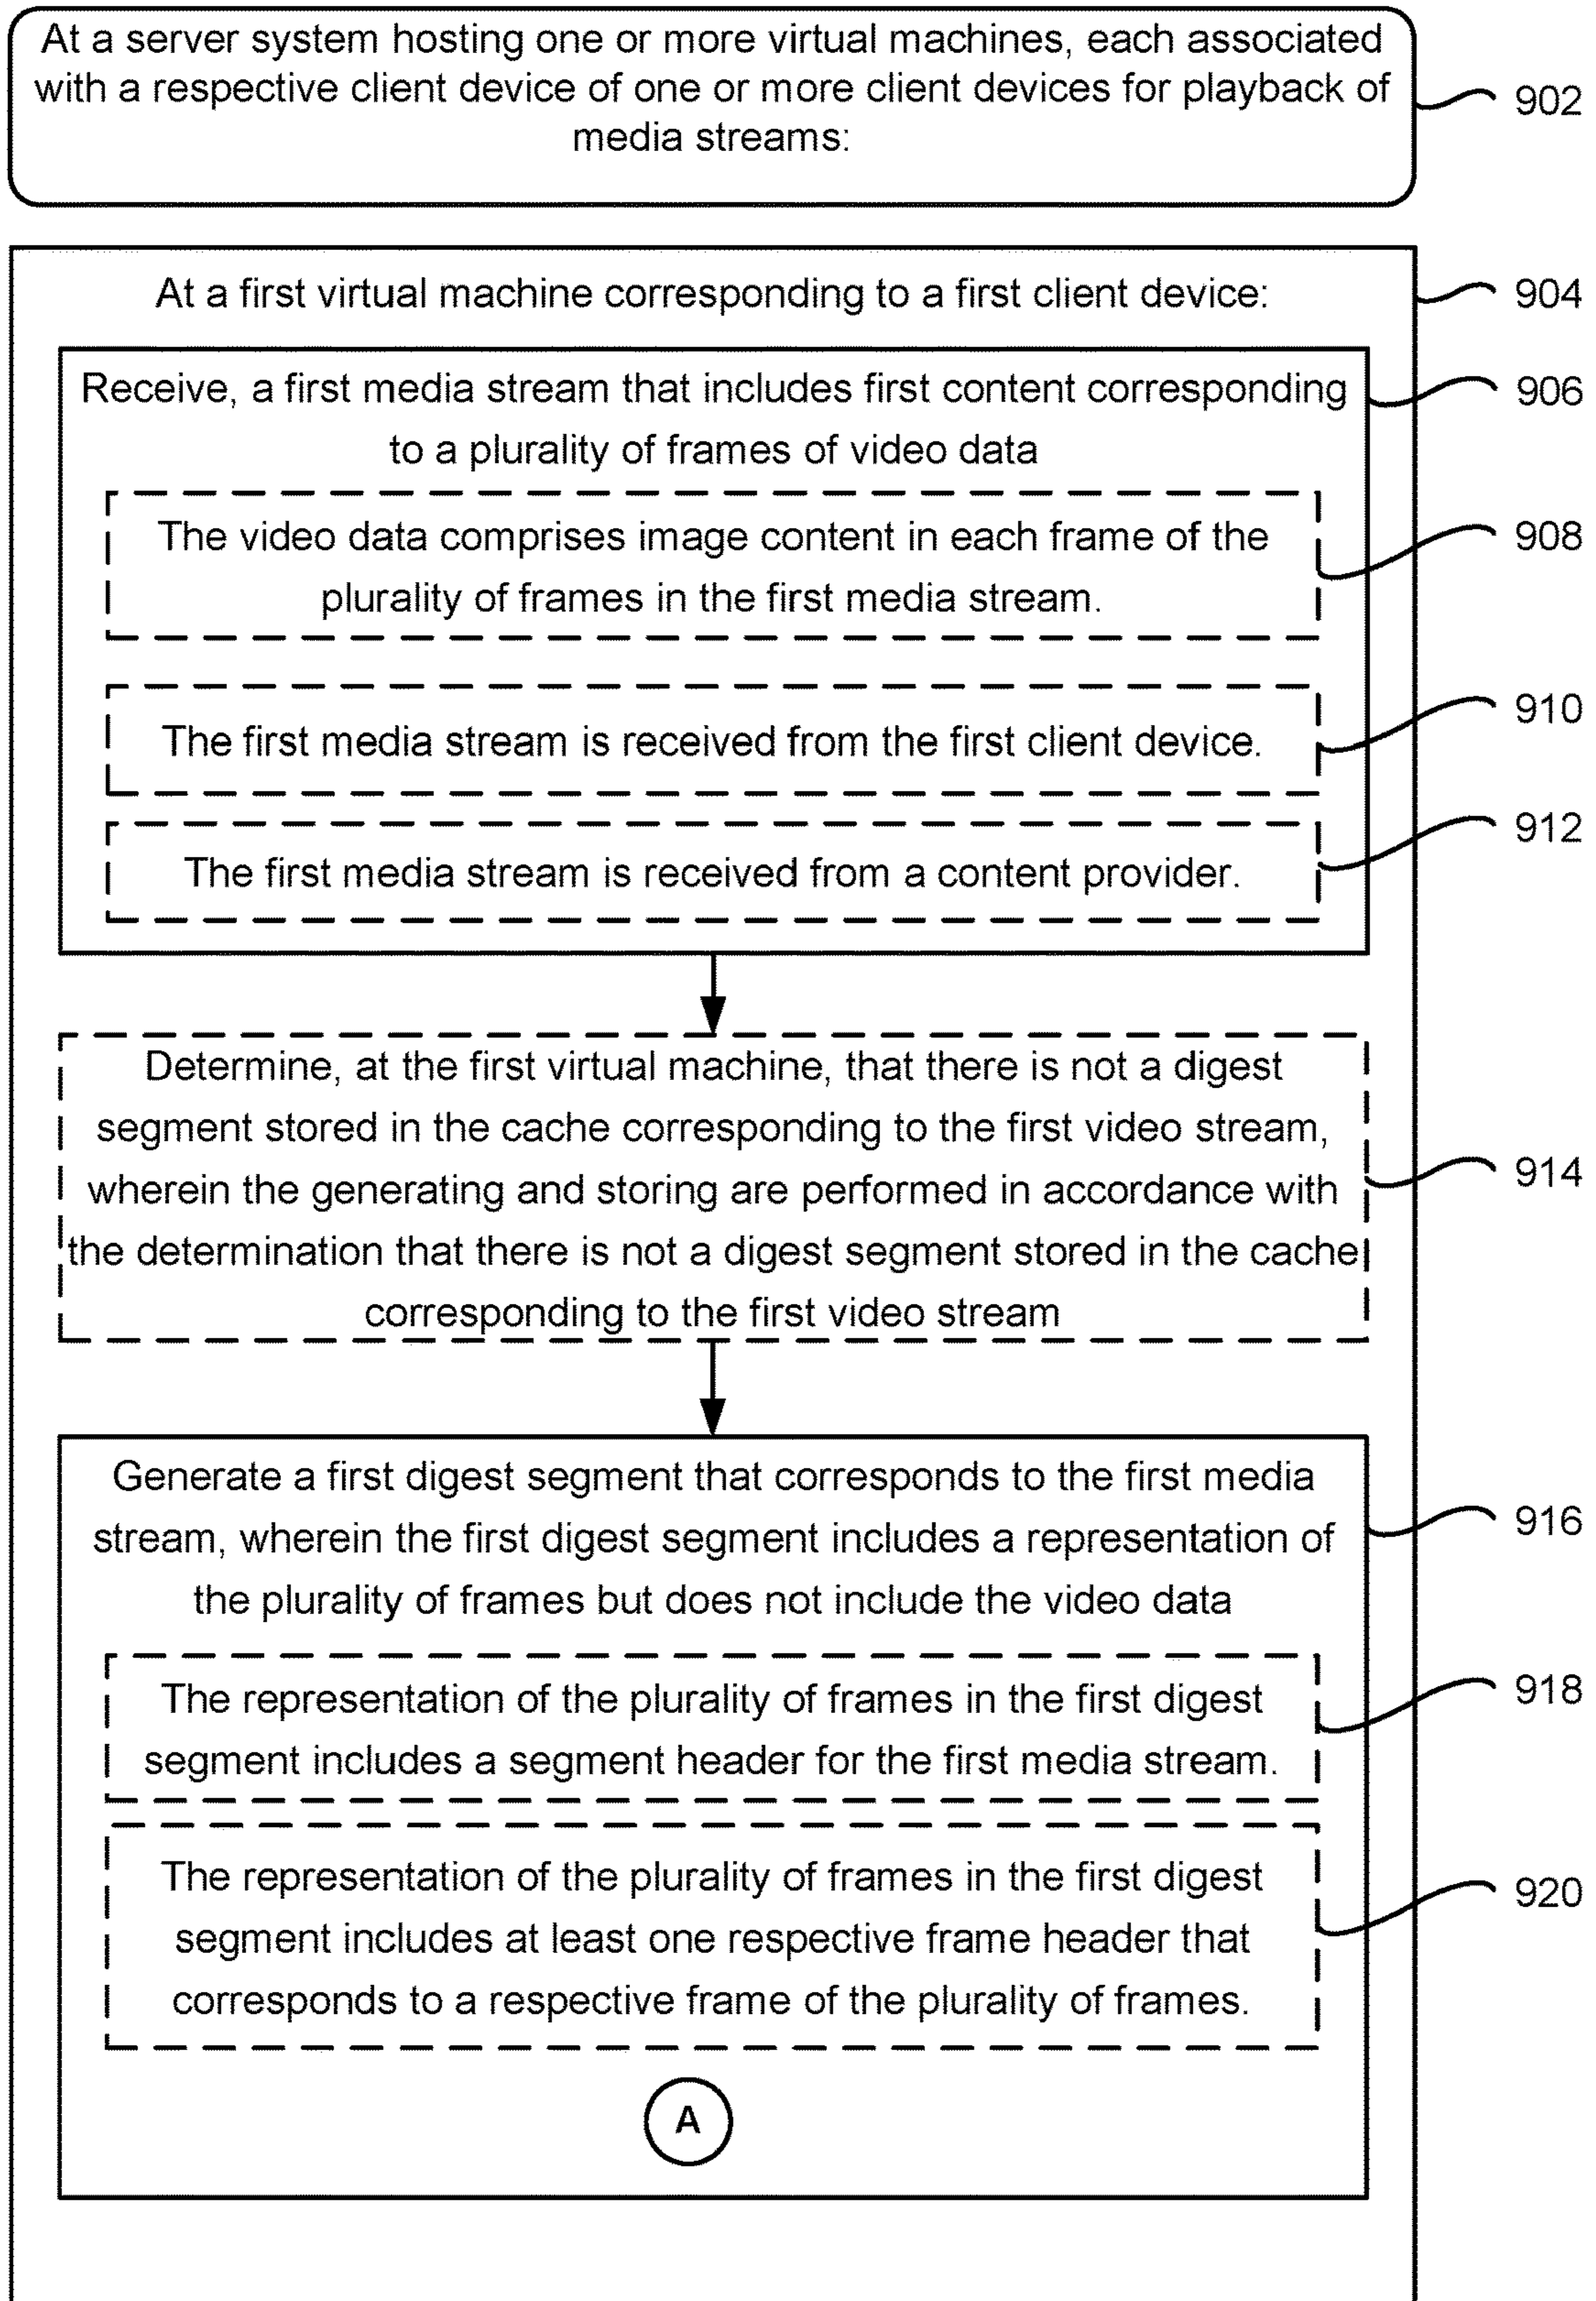 At a server system hosting one or more virtual machines, each associated
with a respective client device of one or more client devices for playback of
media streams:
902
At a first virtual machine corresponding to a first client device:
904
Receive, a first media stream that includes first content corresponding
to a plurality of frames of video data
906
The video data comprises image content in each frame of the
plurality of frames in the first media stream.
908
The first media stream is received from the first client device.
910
The first media stream is received from a content provider.
912
Determine, at the first virtual machine, that there is not a digest
segment stored in the cache corresponding to the first video stream,
wherein the generating and storing are performed in accordance with
the determination that there is not a digest segment stored in the cache
corresponding to the first video stream
914
Generate a first digest segment that corresponds to the first media
stream, wherein the first digest segment includes a representation of
the plurality of frames but does not include the video data
916
The representation of the plurality of frames in the first digest
segment includes a segment header for the first media stream.
918
The representation of the plurality of frames in the first digest
segment includes at least one respective frame header that
corresponds to a respective frame of the plurality of frames.
920
A